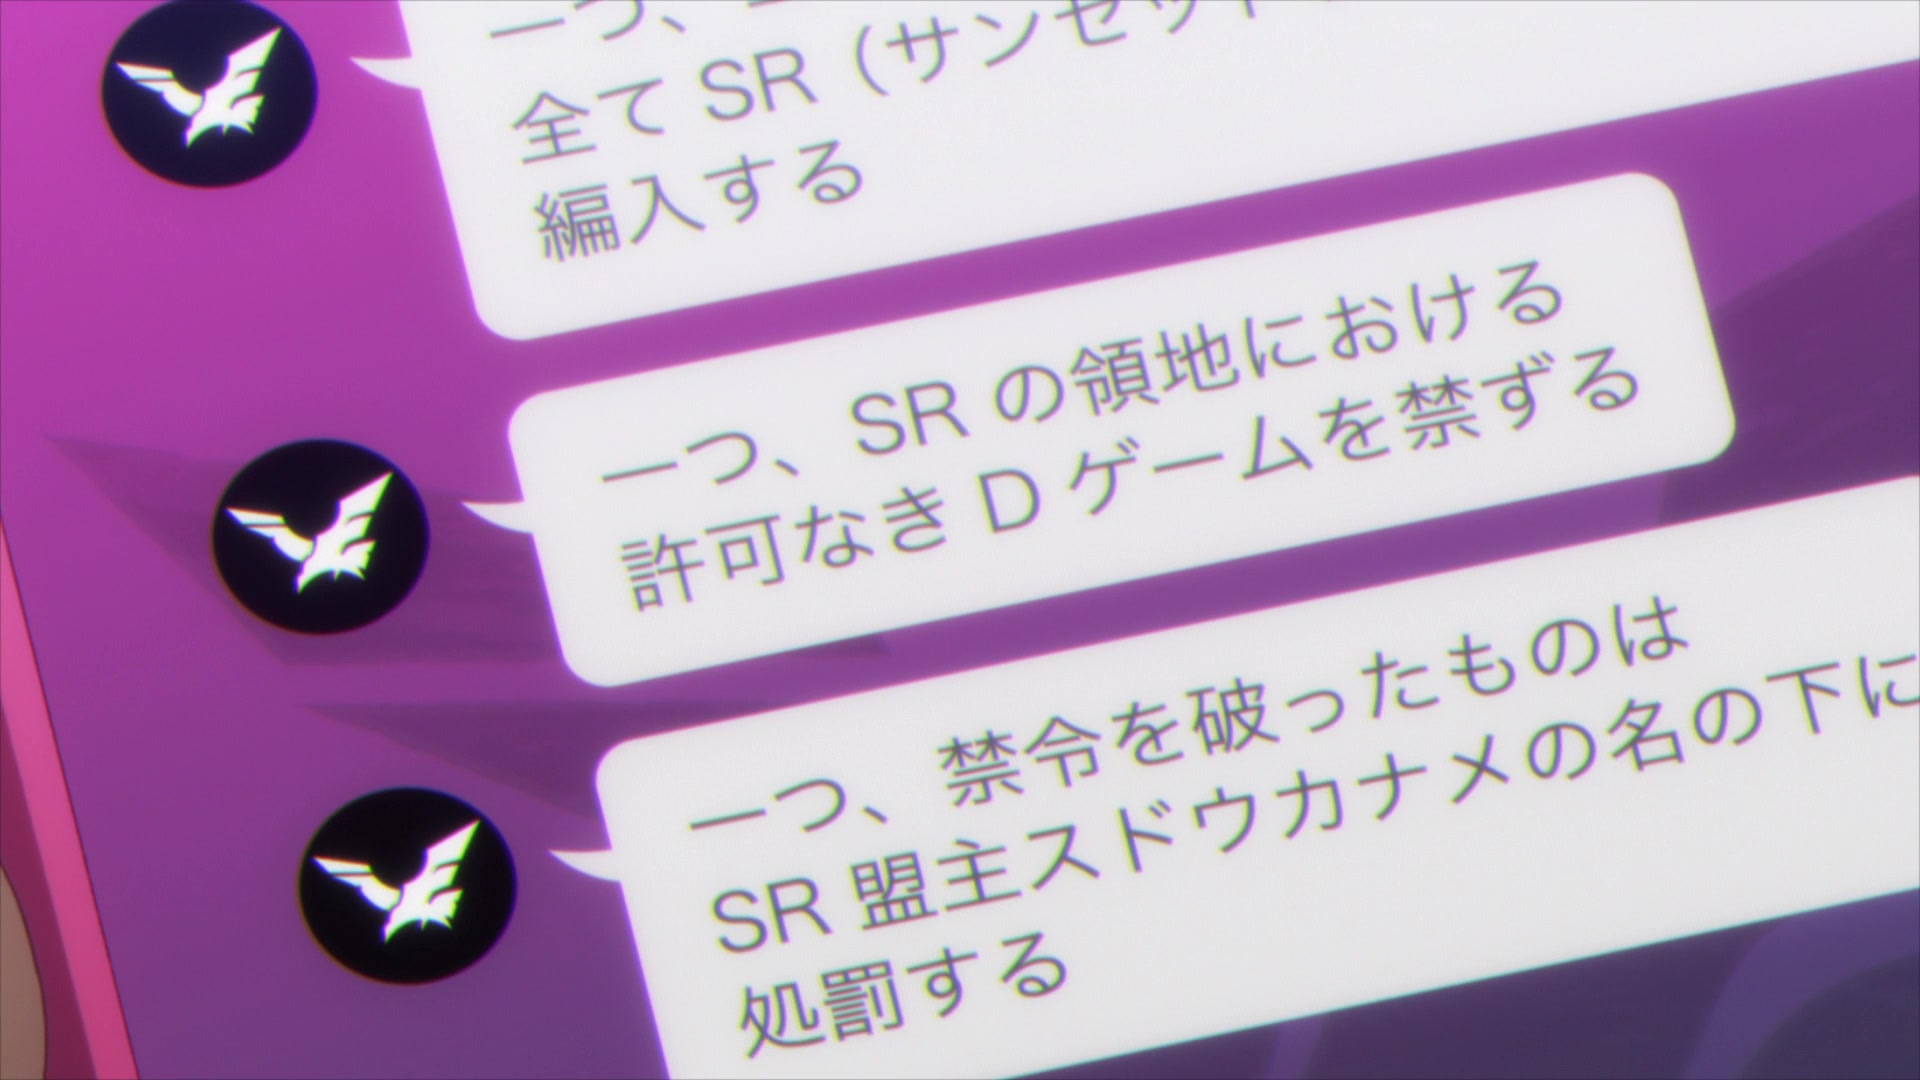 一つ、
全て SR（サンセット
編入する
一つ、SR の領地における
許可なき D ゲームを禁ずる
一つ、禁令を破ったものは
SR 盟主スドウカナメの名の下に
処罰する